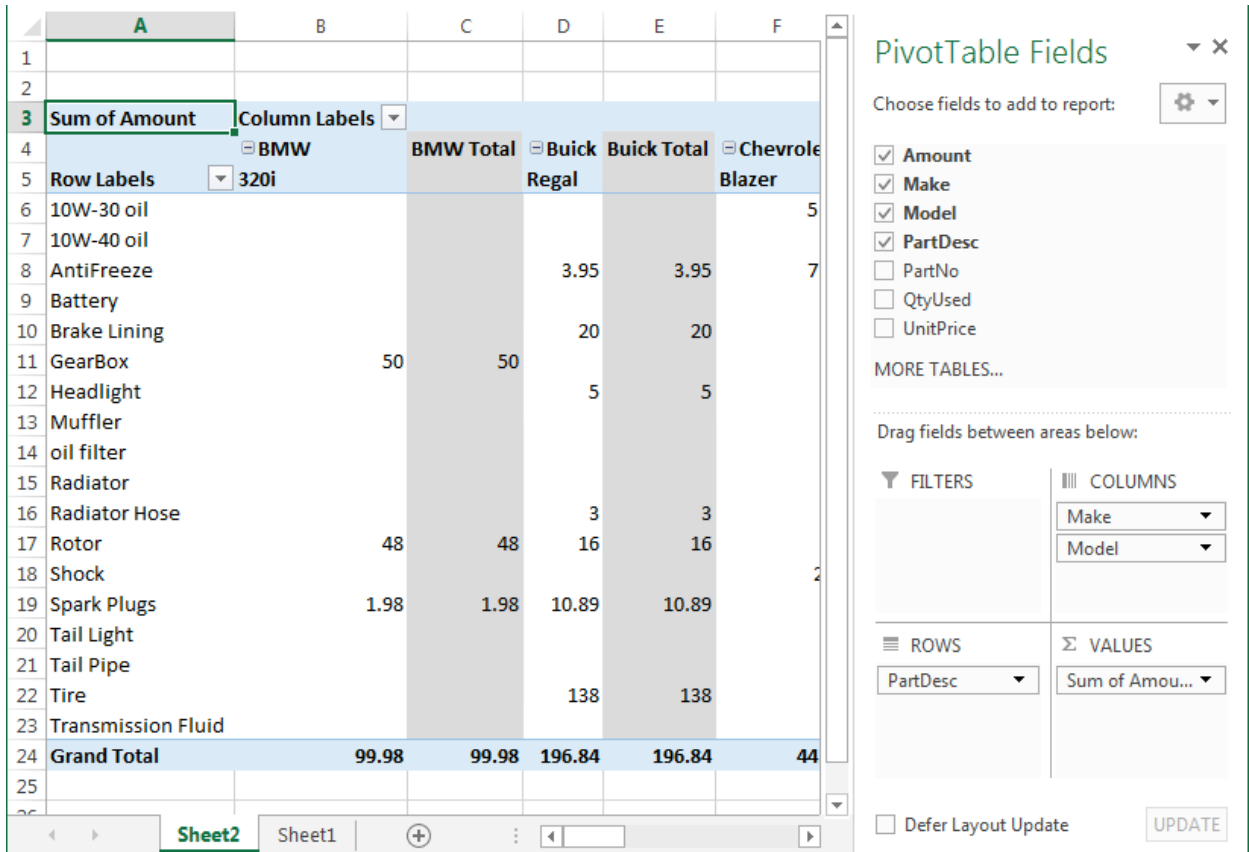 A B C D E F
1
2
3 Sum of Amount Column Labels
4 BMW BMW Total Buick Buick Total Chevrole
5 Row Labels 320i Regal Blazer
6 10W-30 oil 5
7 10W-40 oil
8 AntiFreeze 3.95 3.95 7
9 Battery
10 Brake Lining 20 20
11 GearBox 50 50
12 Headlight 5 5
13 Muffler
14 oil filter
15 Radiator
16 Radiator Hose 3 3
17 Rotor 48 48 16 16
18 Shock 2
19 Spark Plugs 1.98 1.98 10.89 10.89
20 Tail Light
21 Tail Pipe
22 Tire 138 138
23 Transmission Fluid
24 Grand Total 99.98 99.98 196.84 196.84 44
25
Sheet2 Sheet1
PivotTable Fields
Choose fields to add to report:
Amount
Make
Model
PartDesc
PartNo
QtyUsed
UnitPrice
MORE TABLES...
Drag fields between areas below:
FILTERS
COLUMNS
Make
Model
ROWS
PartDesc
Σ VALUES
Sum of Amou...
Defer Layout Update
UPDATE